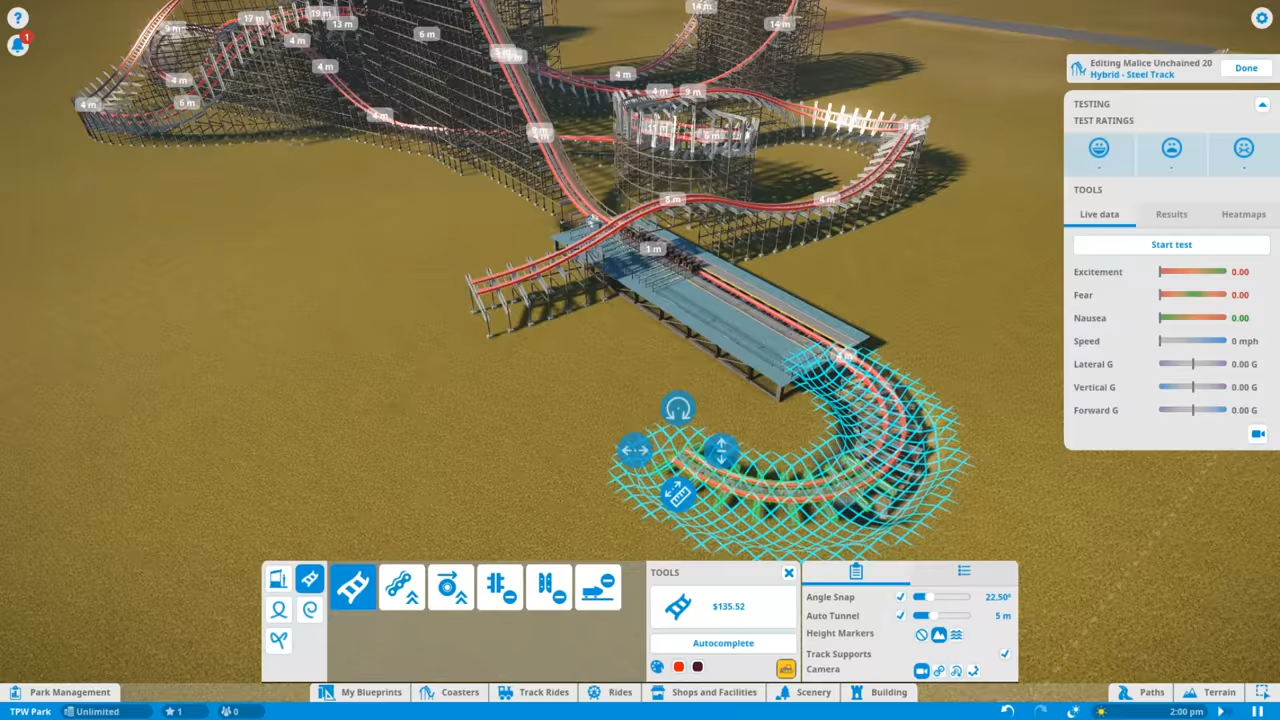 ?
1
14 m
19 m
17 m
13 m
14 m
9 m
6 m
4 m
4 m
4 m
4 m
4 m
6 m
4 m
9 m
4 m
4 m
11 m
6 m
8 m
4 m
1 m
4 m
Editing Malice Unchained 20
Hybrid - Steel Track
Done
TESTING
TEST RATINGS
- - -
TOOLS
Live data Results Heatmaps
Start test
Excitement 0.00
Fear 0.00
Nausea 0.00
Speed 0 mph
Lateral G 0.00 G
Vertical G 0.00 G
Forward G 0.00 G
TOOLS
$135.52
Autocomplete
Angle Snap 22.50°
Auto Tunnel 5 m
Height Markers
Track Supports
Camera
Park Management My Blueprints Coasters Track Rides Rides Shops and Facilities Scenery Building Paths Terrain
TPW Park Unlimited 1 0 2:00 pm